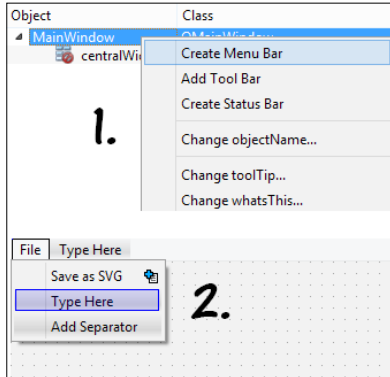 Object Class
MainWindow QMainWindow
centralWi
Create Menu Bar
Add Tool Bar
Create Status Bar
Change objectName...
Change toolTip...
Change whatsThis...
1.
File Type Here
Save as SVG
Type Here
Add Separator
2.